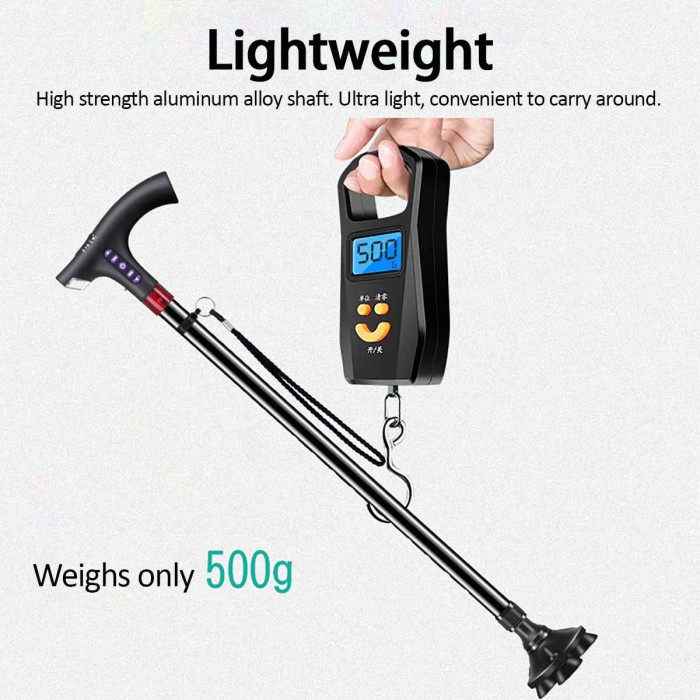 Lightweight
High strength aluminum alloy shaft. Ultra light, convenient to carry around.
500
G
单位 清零
开/关
Weighs only 500g